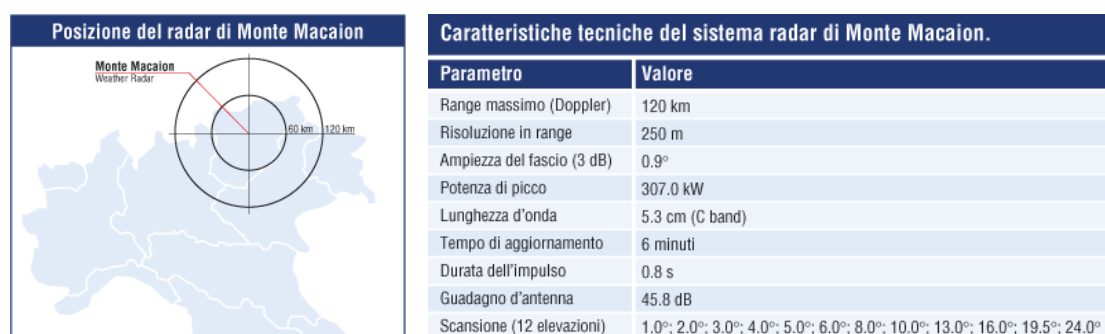 Posizione del radar di Monte Macaion
Monte Macaion
Weather Radar
60 km
120 km
Caratteristiche tecniche del sistema radar di Monte Macaion.
Parametro Valore
Range massimo (Doppler) 120 km
Risoluzione in range 250 m
Ampiezza del fascio (3 dB) 0.9°
Potenza di picco 307.0 kW
Lunghezza d'onda 5.3 cm (C band)
Tempo di aggiornamento 6 minuti
Durata dell'impulso 0.8 s
Guadagno d'antenna 45.8 dB
Scansione (12 elevazioni) 1.0°; 2.0°; 3.0°; 4.0°; 5.0°; 6.0°; 8.0°; 10.0°; 13.0°; 16.0°; 19.5°; 24.0°